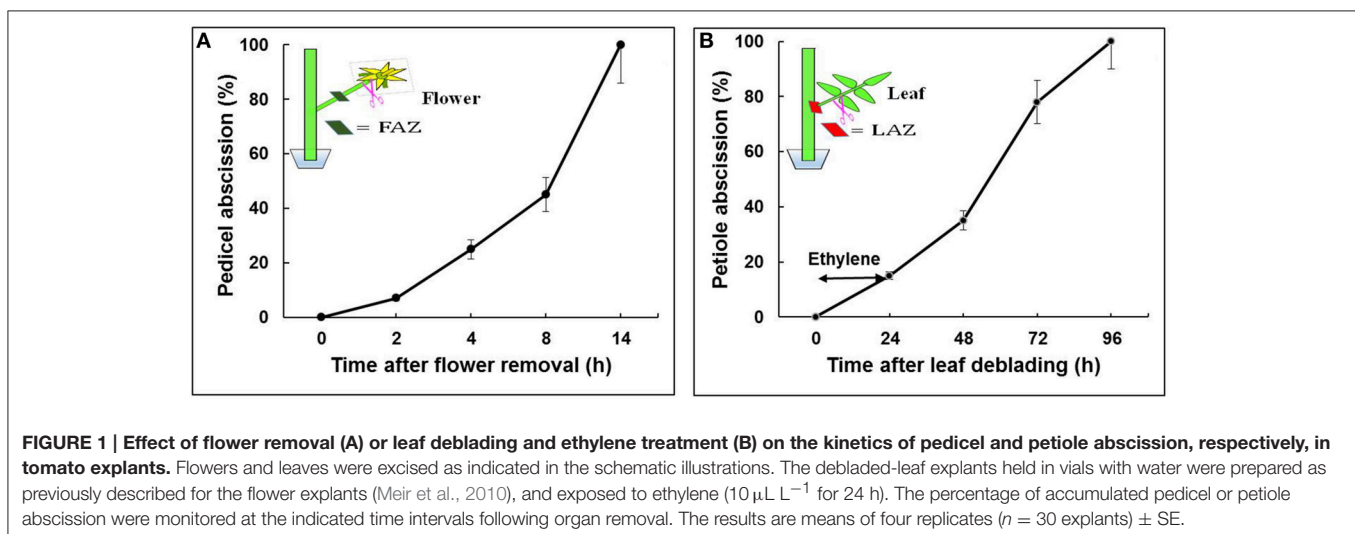 A
100
80
60
40
20
0
Pedicel abscission (%)
Flower
= FAZ
0 2 4 8 14
Time after flower removal (h)
B
100
80
60
40
20
0
Petiole abscission (%)
Leaf
= LAZ
Ethylene
0 24 48 72 96
Time after leaf deblading (h)
FIGURE 1 | Effect of flower removal (A) or leaf deblading and ethylene treatment (B) on the kinetics of pedicel and petiole abscission, respectively, in
tomato explants. Flowers and leaves were excised as indicated in the schematic illustrations. The debladed-leaf explants held in vials with water were prepared as
previously described for the flower explants (Meir et al., 2010), and exposed to ethylene (10 μL L−1 for 24 h). The percentage of accumulated pedicel or petiole
abscission were monitored at the indicated time intervals following organ removal. The results are means of four replicates (n = 30 explants) ± SE.